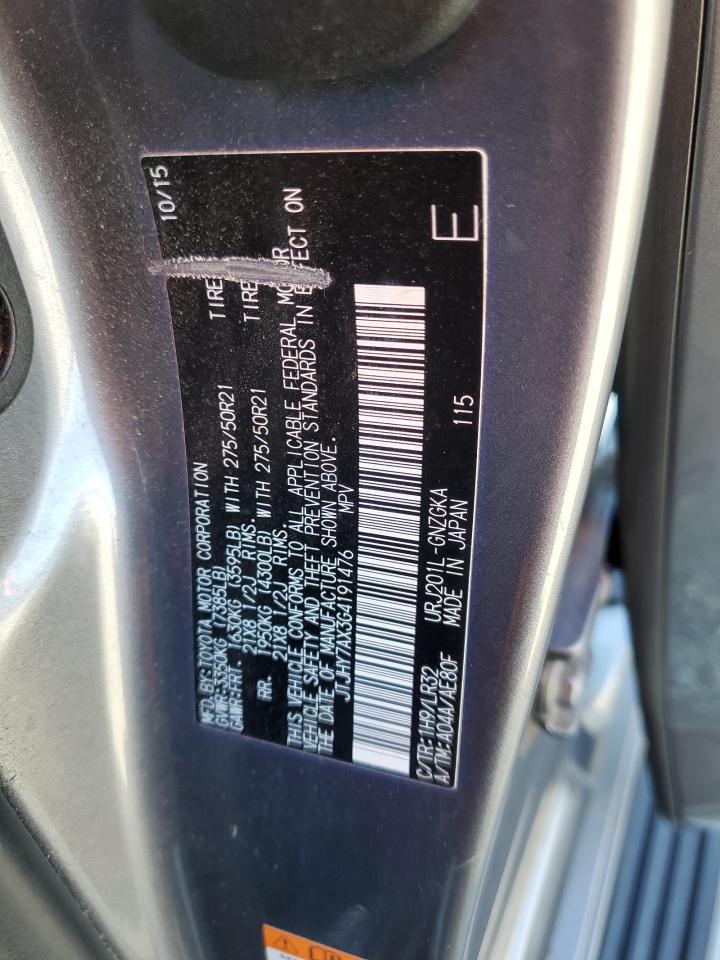 MFD.BY:TOYOTA MOTOR CORPORATION 10/15
GVWR:3350KG (7385LB)
GAWR:FRT. 1630KG (3595LB) WITH 275/50R21 TIRE
21X8 1/2J RIMS.
RR. 1950KG (4300LB) WITH 275/50R21 TIRE
21X8 1/2J RIMS
THIS VEHICLE CONFORMS TO ALL APPLICABLE FEDERAL MOTOR
VEHICLE SAFETY AND THEFT PREVENTION STANDARDS IN EFFECT ON
THE DATE OF MANUFACTURE SHOWN ABOVE.
JTJHY7AX3G4191476 MPV
C/TR:1H9/LR32 URJ201L-GNZGKA 115
A/TM:A04A/AE80F MADE IN JAPAN E